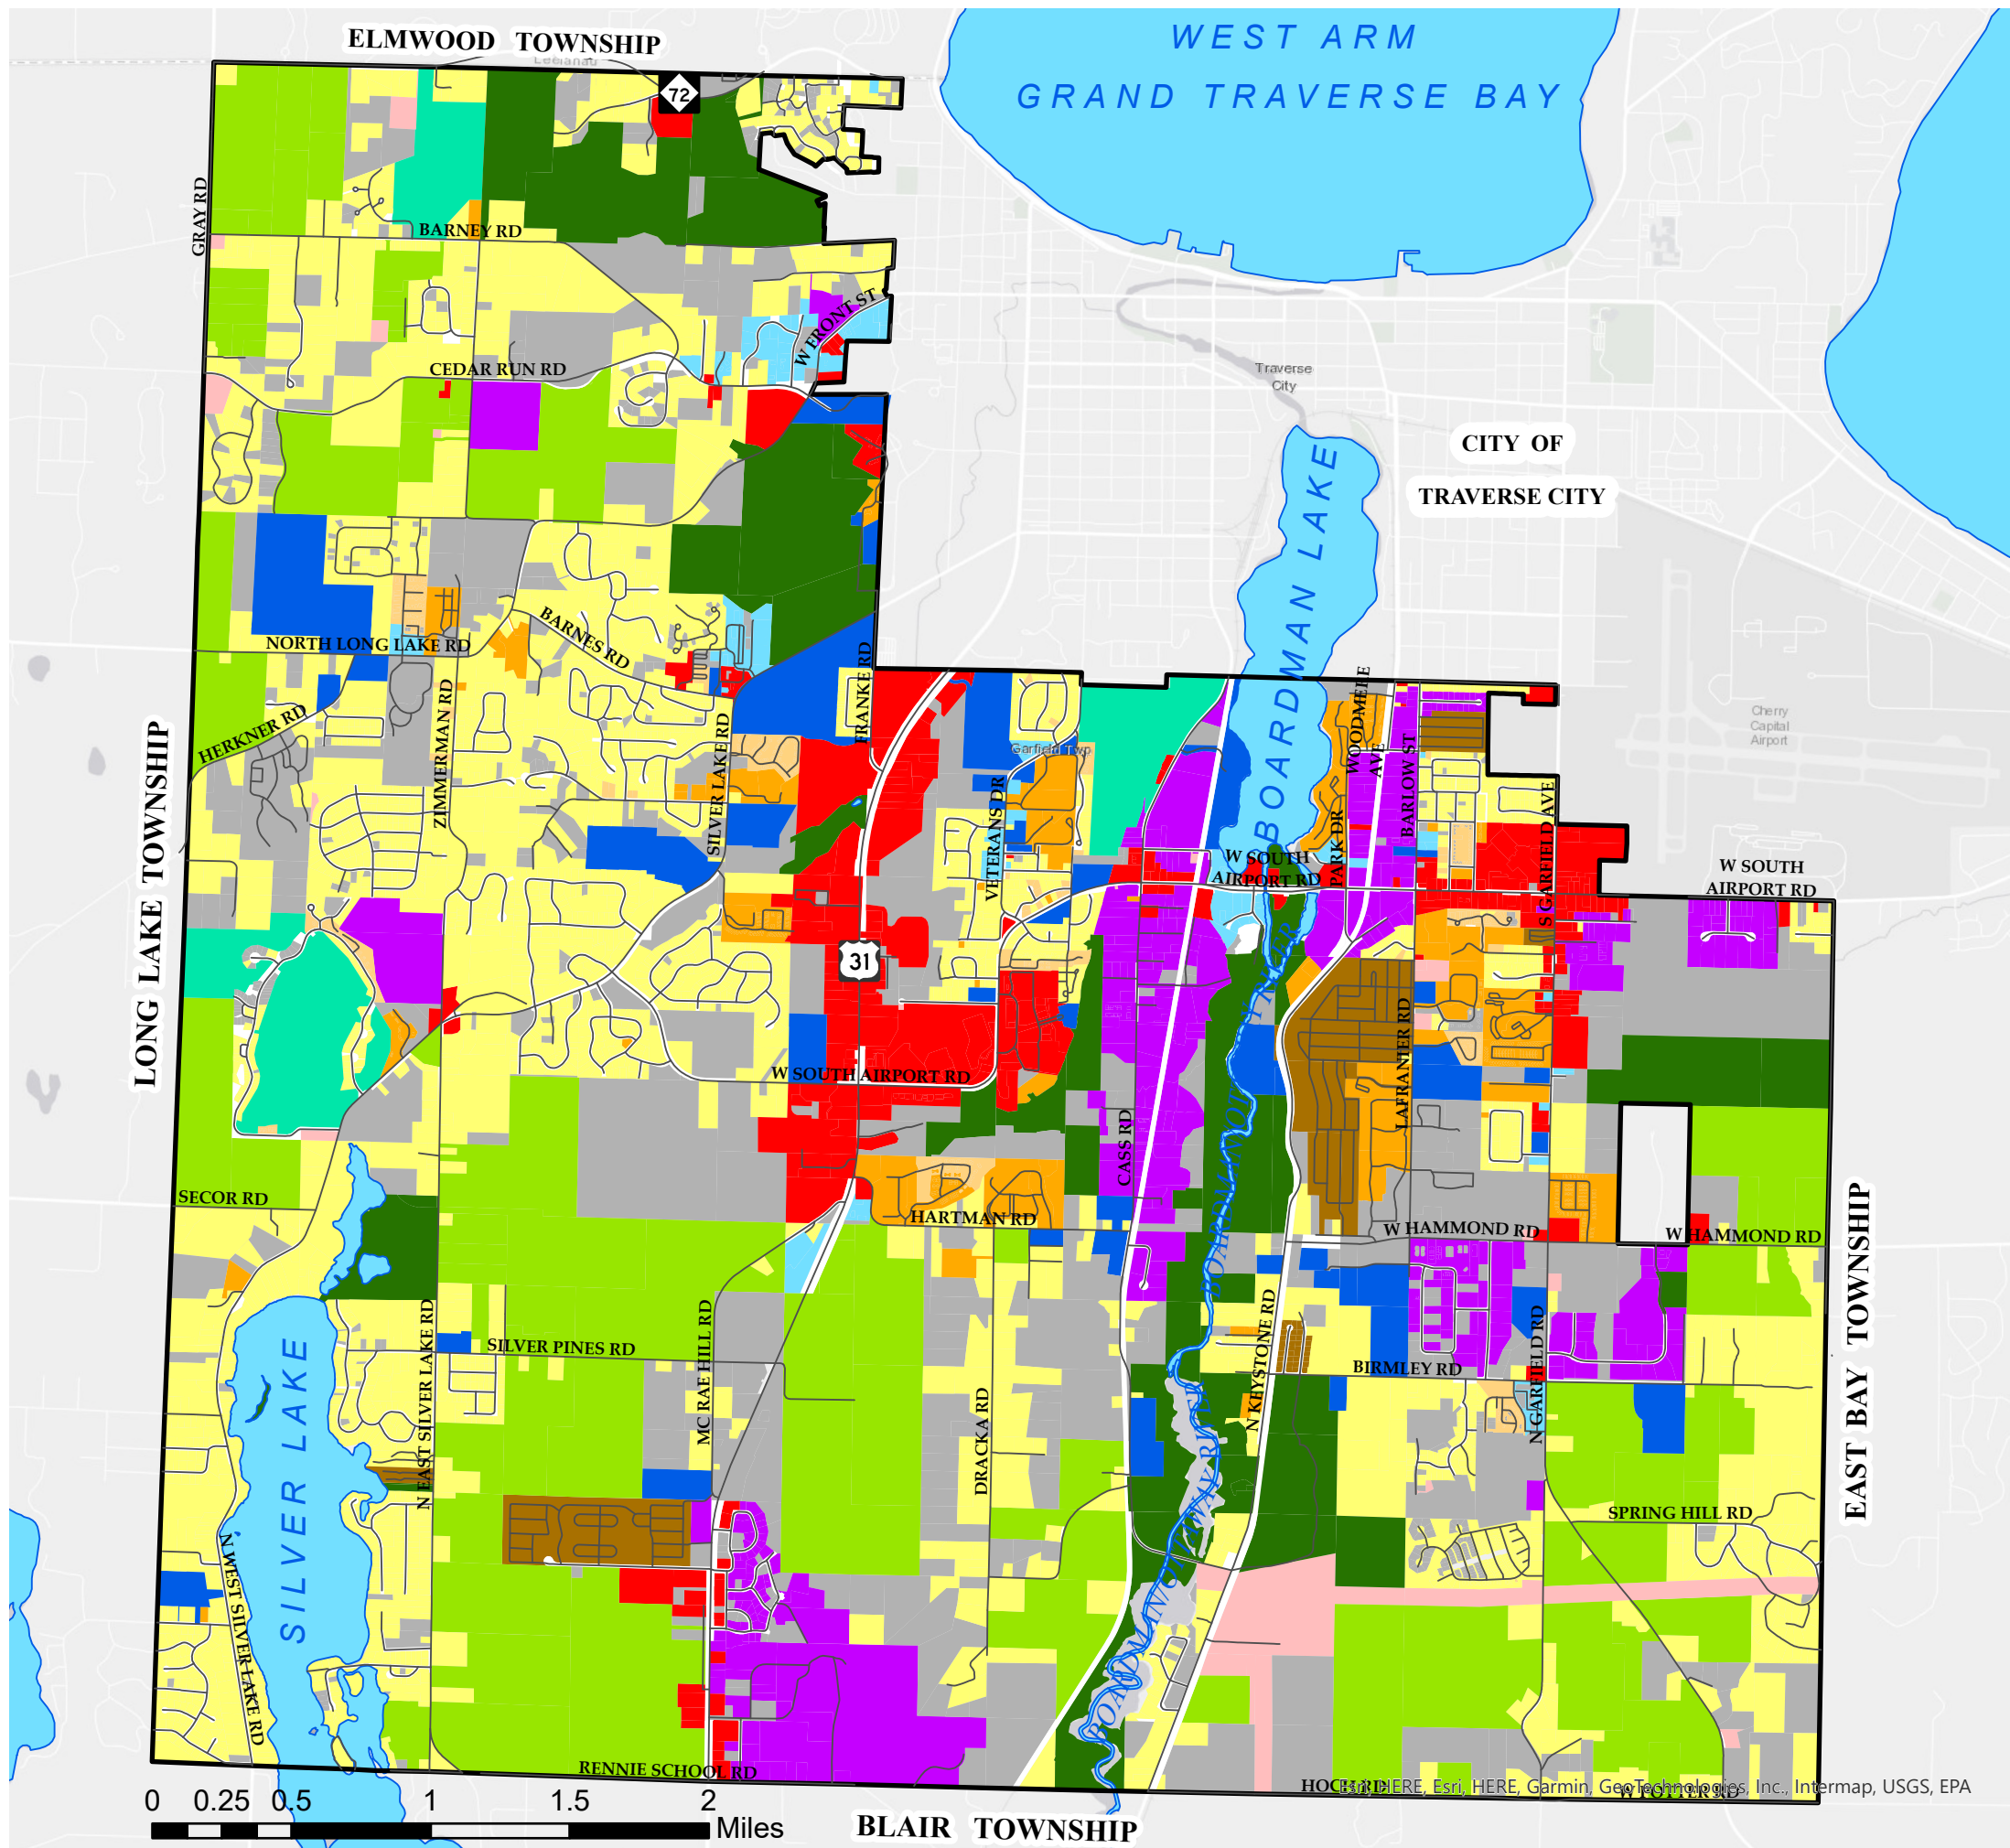 ELMWOOD TOWNSHIP
Leelanau
72
WEST ARM
GRAND TRAVERSE BAY
GRAY RD
BARNEY RD
W FRONT ST
CEDAR RUN RD
Traverse
City
CITY OF
TRAVERSE CITY
BOARDMAN LAKE
BARNES RD
NORTH LONG LAKE RD
FRANKE RD
HERKNER RD
ZIMMERMAN RD
SILVER LAKE RD
Garfield Twp
VETERANS DR
WOODMERE
AVE
BARLOW ST
PARK DR
S GARFIELD AVE
Cherry
Capital
Airport
W SOUTH
AIRPORT RD
W SOUTH
AIRPORT RD
LONG LAKE TOWNSHIP
31
W SOUTH AIRPORT RD
CASS RD
LAFRANIER RD
SECOR RD
HARTMAN RD
W HAMMOND RD
W HAMMOND RD
EAST BAY TOWNSHIP
SILVER LAKE
N EAST SILVER LAKE RD
SILVER PINES RD
MC RAE HILL RD
DRACKA RD
N KEYSTONE RD
BIRMLEY RD
N GARFIELD RD
SPRING HILL RD
N WEST SILVER LAKE RD
RENNIE SCHOOL RD
HOCH RD
W POTTER RD
Esri, HERE, Esri, HERE, Garmin, GeoTechnologies, Inc., Intermap, USGS, EPA
0 0.25 0.5 1 1.5 2
Miles
BLAIR TOWNSHIP